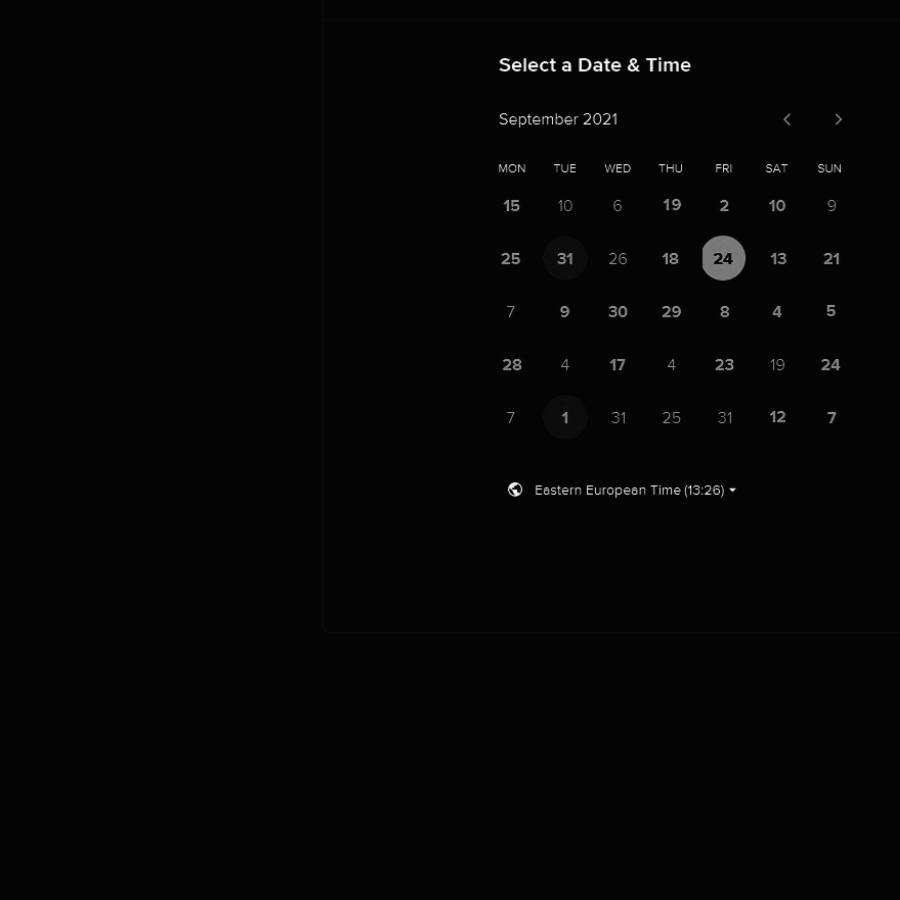 Select a Date & Time
September 2021
MON TUE WED THU FRI SAT SUN
15 10 6 19 2 10 9
25 31 26 18 24 13 21
7 9 30 29 8 4 5
28 4 17 4 23 19 24
7 1 31 25 31 12 7
Eastern European Time (13:26)